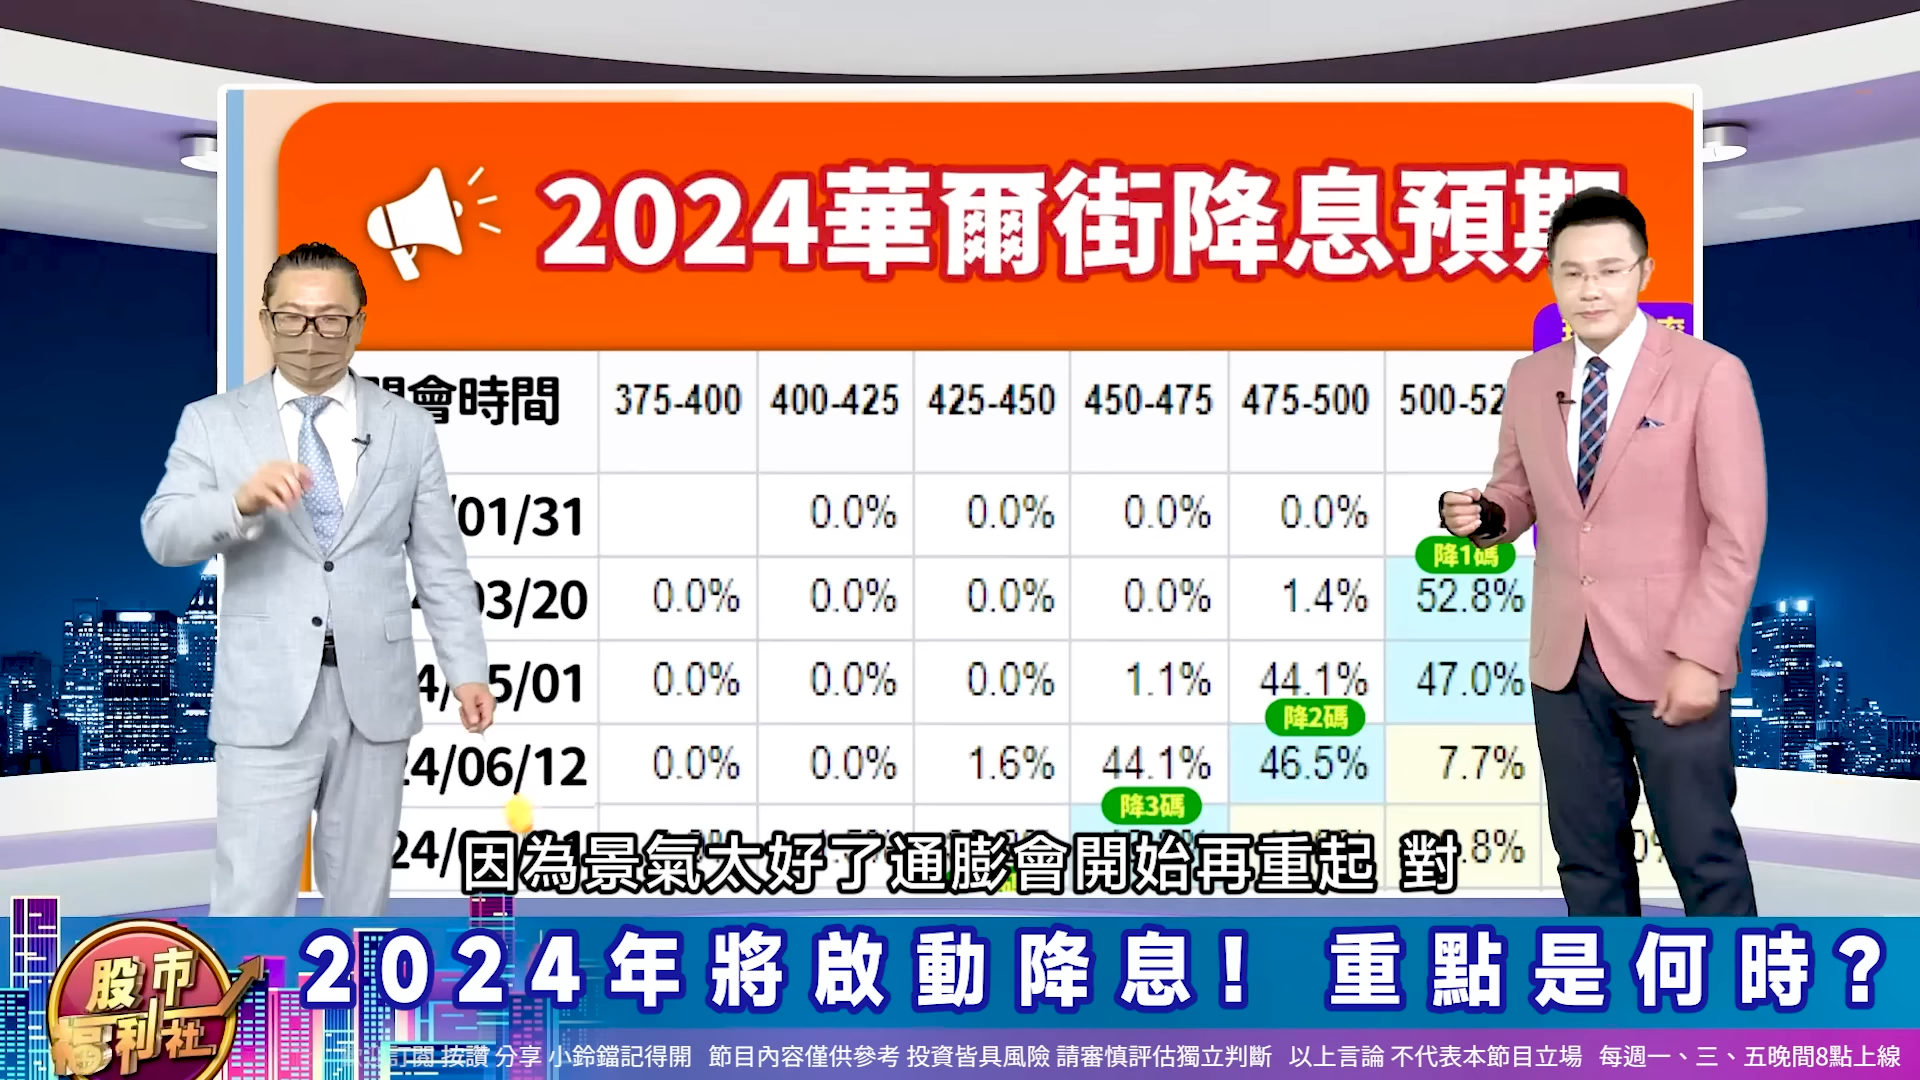 2024華爾街降息預期
開會時間 375-400 400-425 425-450 450-475 475-500 500-52
/01/31 0.0% 0.0% 0.0% 0.0%
降1碼
03/20 0.0% 0.0% 0.0% 0.0% 1.4% 52.8%
4/05/01 0.0% 0.0% 0.0% 1.1% 44.1% 47.0%
降2碼
24/06/12 0.0% 0.0% 1.6% 44.1% 46.5% 7.7%
降3碼
24/0 .8%
因為景氣太好了通膨會開始再重起 對
股市
福利社
2024年將啟動降息! 重點是何時?
訂閱 按讚 分享 小鈴鐺記得開 節目內容僅供參考 投資皆具風險 請審慎評估獨立判斷 以上言論 不代表本節目立場 每週一、三、五晚間8點上線